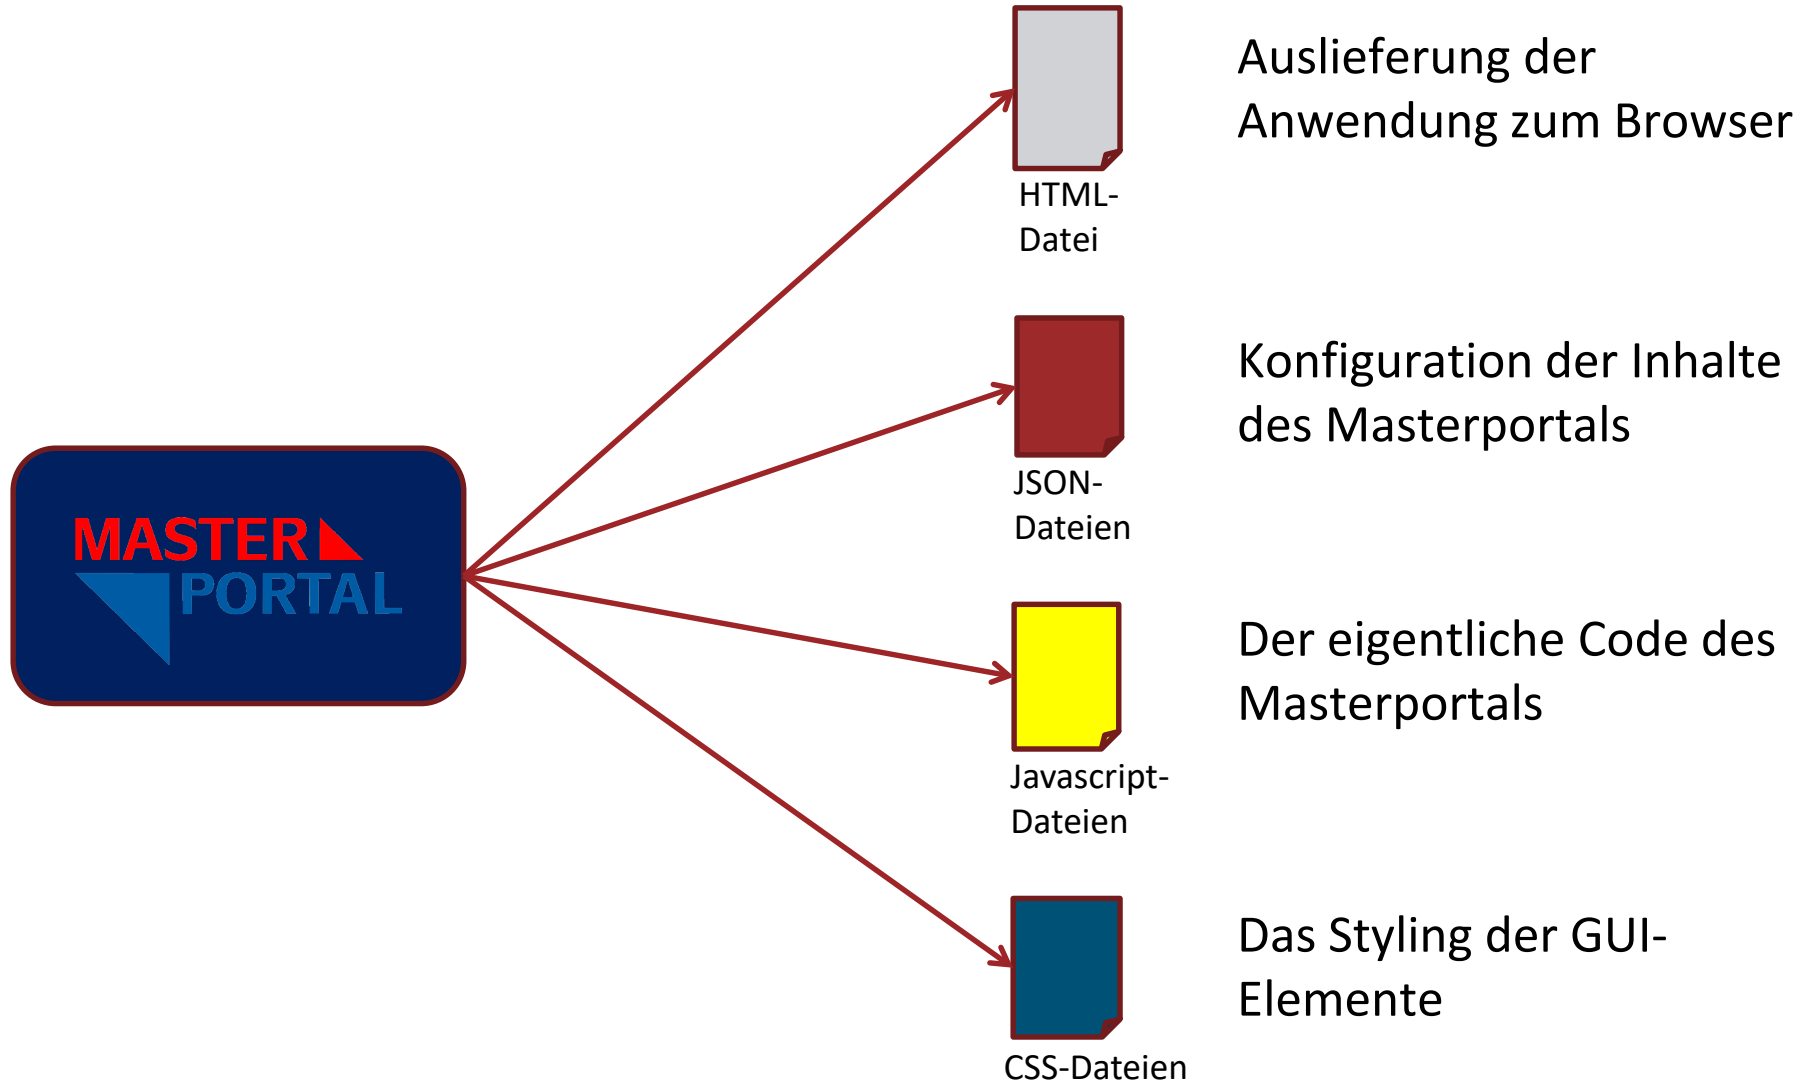 Auslieferung der
Anwendung zum Browser
HTML-
Datei
Konfiguration der Inhalte
des Masterportals
JSON-
Dateien
MASTER
PORTAL
Der eigentliche Code des
Masterportals
Javascript-
Dateien
Das Styling der GUI-
Elemente
CSS-Dateien